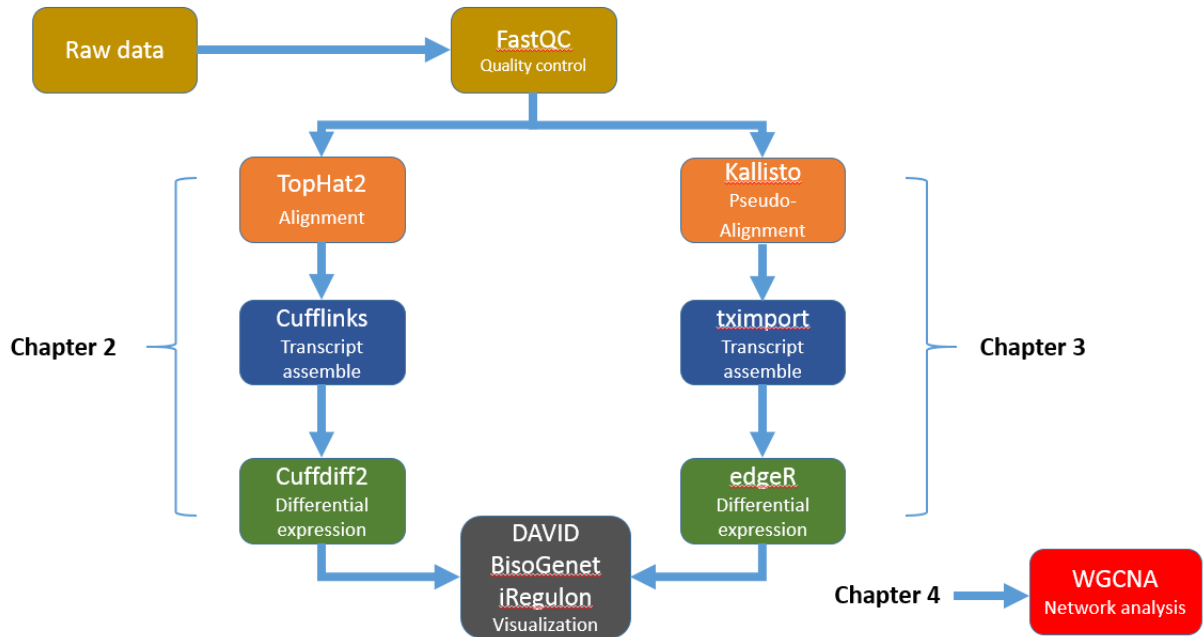 Raw data
FastQC
Quality control
TopHat2
Alignment
Kallisto
Pseudo-
Alignment
Chapter 2
Cufflinks
Transcript
assemble
tximport
Transcript
assemble
Chapter 3
Cuffdiff2
Differential
expression
edgeR
Differential
expression
DAVID
BisoGenet
iRegulon
Visualization
Chapter 4
WGCNA
Network analysis